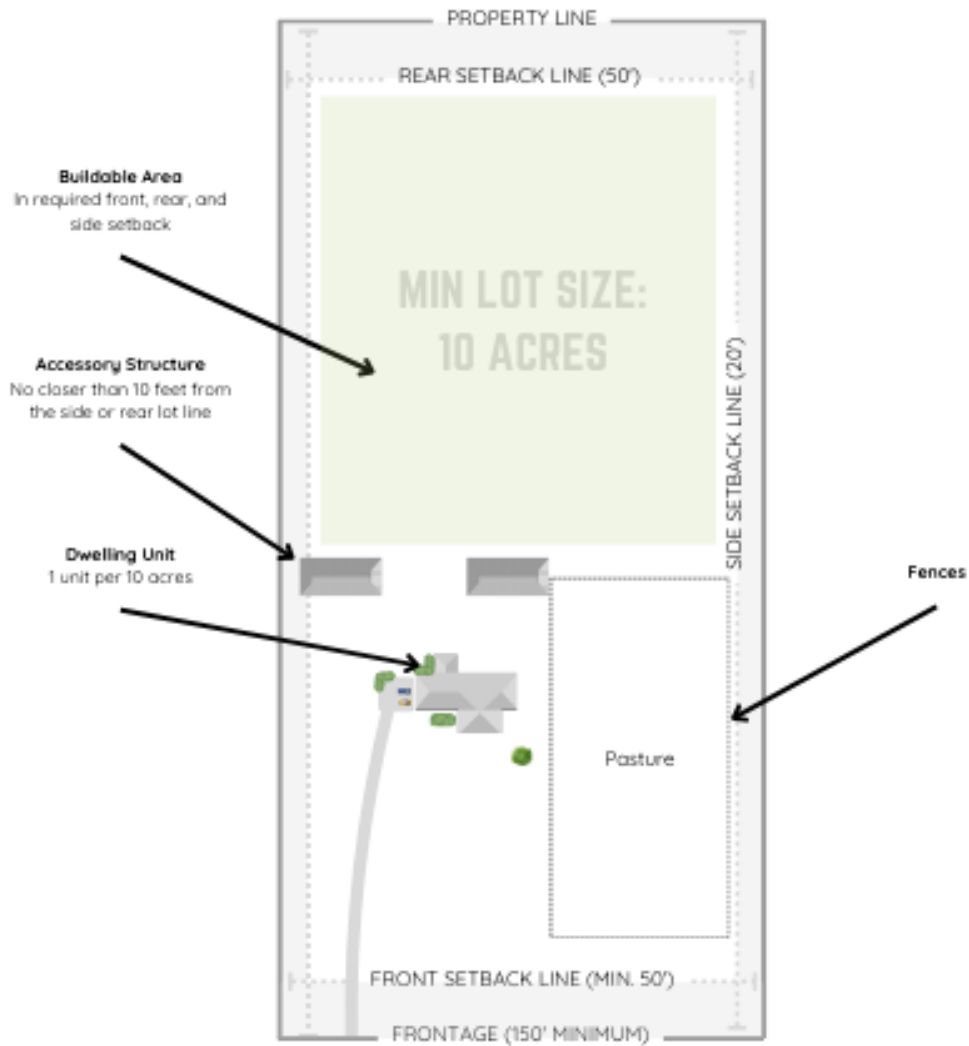 PROPERTY LINE
REAR SETBACK LINE (50')
Buildable Area
In required front, rear, and
side setback
MIN LOT SIZE:
10 ACRES
Accessory Structure
No closer than 10 feet from
the side or rear lot line
SIDE SETBACK LINE (20')
Dwelling Unit
1 unit per 10 acres
Fences
Pasture
FRONT SETBACK LINE (MIN. 50')
FRONTAGE (150' MINIMUM)